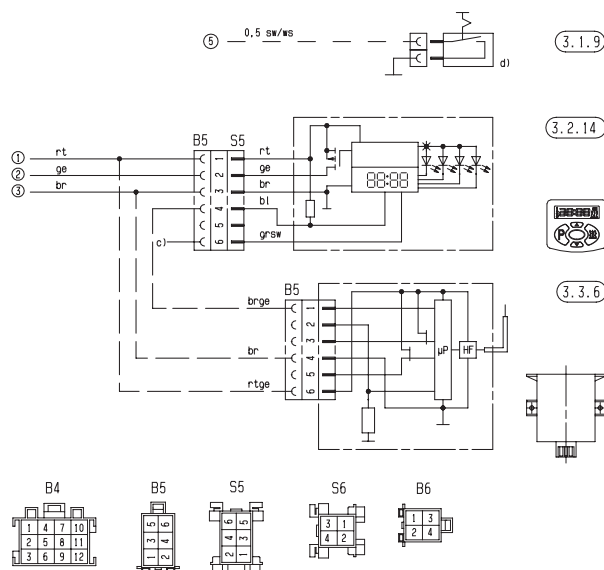 ⑤ 0,5 sw/ws
d)
3.1.9
B5 S5
3.2.14
① rt 1 rt
② ge 2 ge
③ br 3 br
4 bl
5
c) 6 grsw
88:88
P
3.3.6
B5
brge 1
2
3
br 4
5
rtge 6
µP HF
B4 B5 S5 S6 B6
1 4 7 10
2 5 8 11
3 6 9 12
5 6
3 4
1 2
6 5
4 3
2 1
3 1
4 2
1 3
2 4